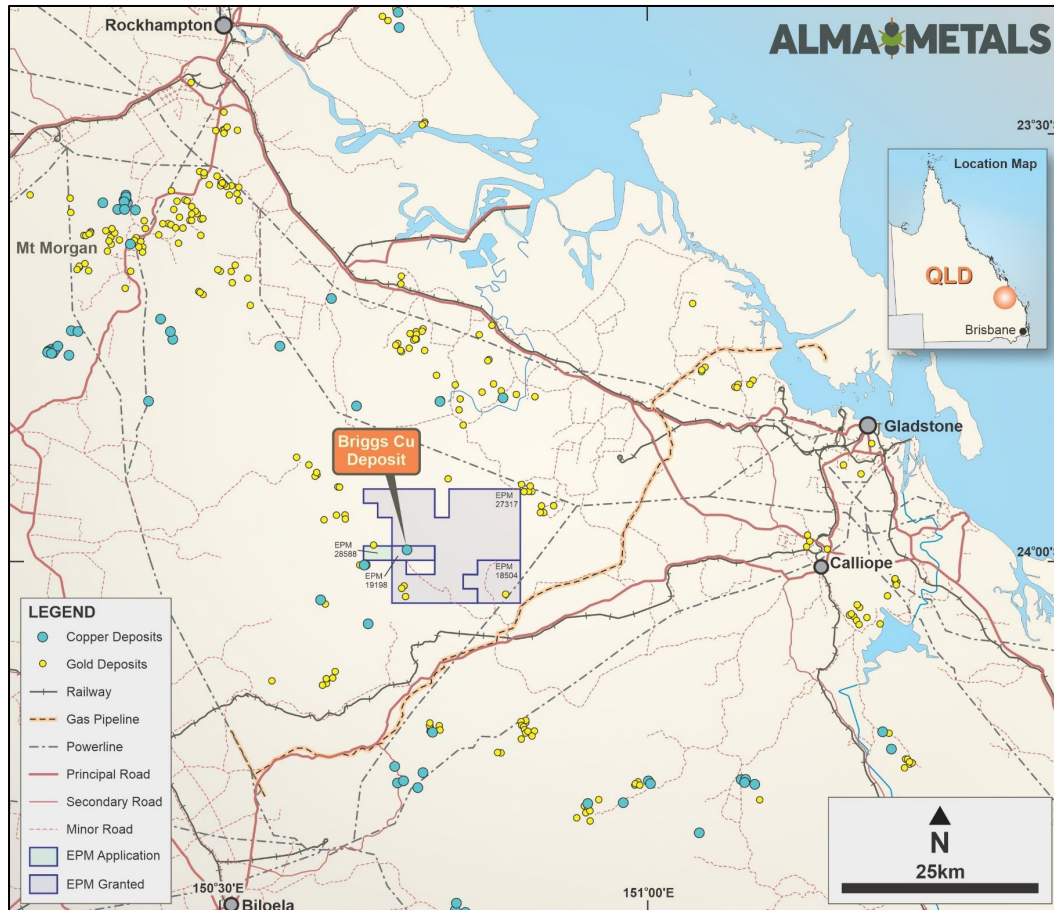 Rockhampton
ALMA METALS
23°30'S
Location Map
QLD
Brisbane
Mt Morgan
Briggs Cu
Deposit
Gladstone
EPM
27317
EPM
28588
EPM
19198
EPM
18504
24°00'S
Calliope
LEGEND
Copper Deposits
Gold Deposits
Railway
Gas Pipeline
Powerline
Principal Road
Secondary Road
Minor Road
EPM Application
EPM Granted
N
25km
150°30'E
151°00'E
Biloela